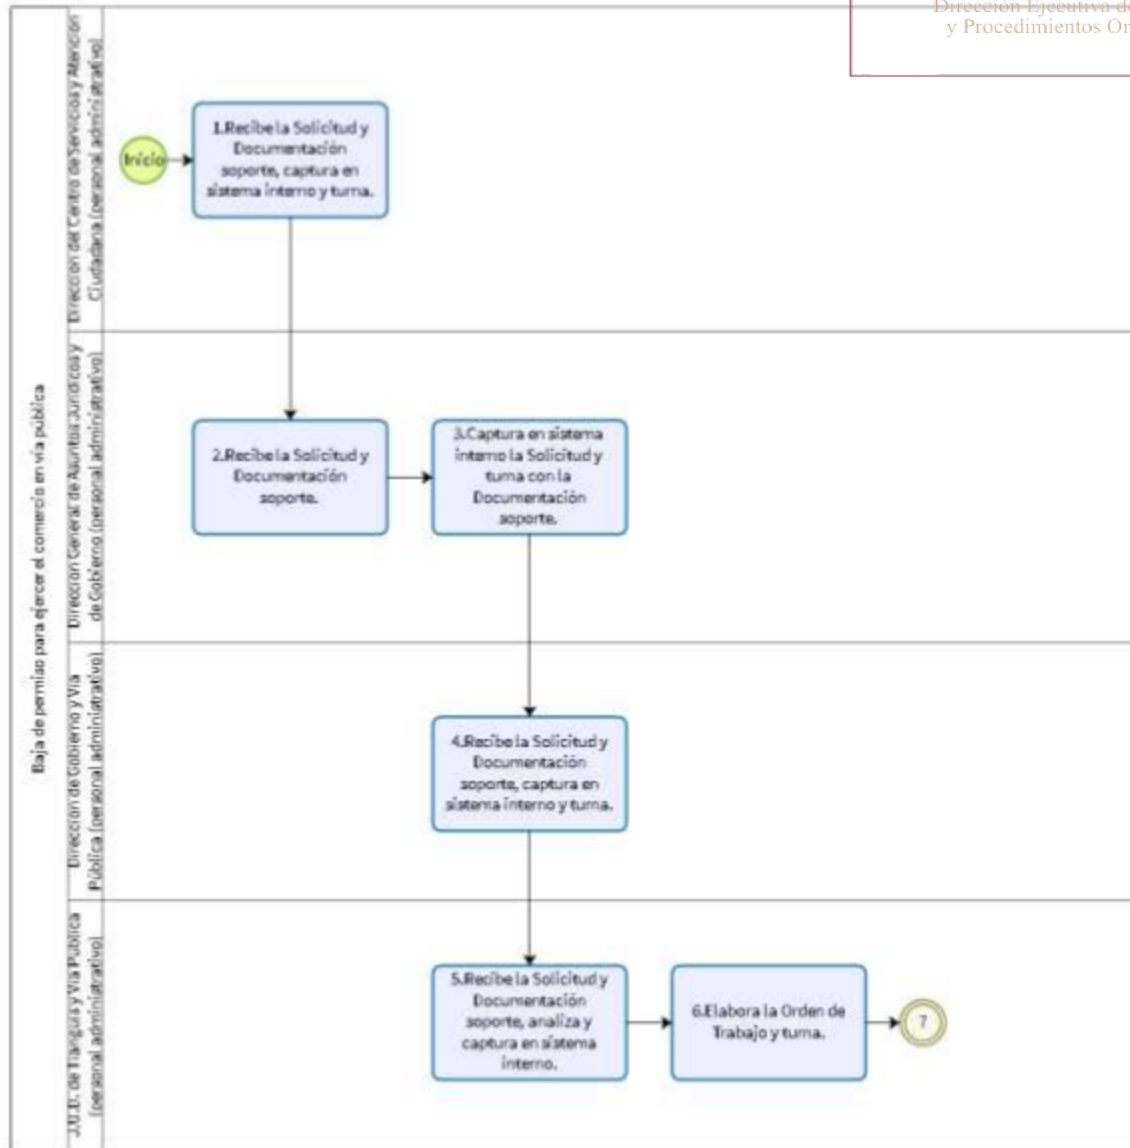 Dirección Ejecutiva de
y Procedimientos Or
Baja de permiso para ejercer el comercio en vía pública
Dirección del Centro de Servicios y Atención
Ciudadana (personal administrativo)
Inicio
1.Recibe la Solicitud y
Documentación
soporte, captura en
sistema interno y turna.
Dirección General de Asuntos Jurídicos y
de Gobierno (personal administrativo)
2.Recibe la Solicitud y
Documentación
soporte.
3.Captura en sistema
interno la Solicitud y
turna con la
Documentación
soporte.
Dirección de Gobierno y Vía
Pública (personal administrativo)
4.Recibe la Solicitud y
Documentación
soporte, captura en
sistema interno y turna.
J.U.D. de Tianguis y Vía Pública
(personal administrativo)
5.Recibe la Solicitud y
Documentación
soporte, analiza y
captura en sistema
interno.
6.Elabora la Orden de
Trabajo y turna.
7